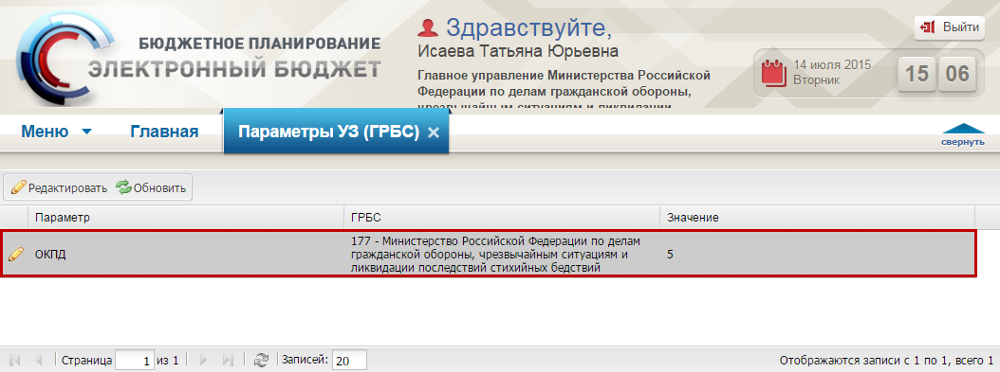 БЮДЖЕТНОЕ ПЛАНИРОВАНИЕ
ЭЛЕКТРОННЫЙ БЮДЖЕТ
Здравствуйте,
Исаева Татьяна Юрьевна
Главное управление Министерства Российской
Федерации по делам гражданской обороны,
чрезвычайным ситуациям и ликвидации
Выйти
14 июля 2015
Вторник
15 06
Меню Главная Параметры УЗ (ГРБС)
свернуть
Редактировать Обновить
Параметр ГРБС Значение
ОКПД
177 - Министерство Российской Федерации по делам
гражданской обороны, чрезвычайным ситуациям и
ликвидации последствий стихийных бедствий
5
Страница 1 из 1 Записей: 20 Отображаются записи с 1 по 1, всего 1